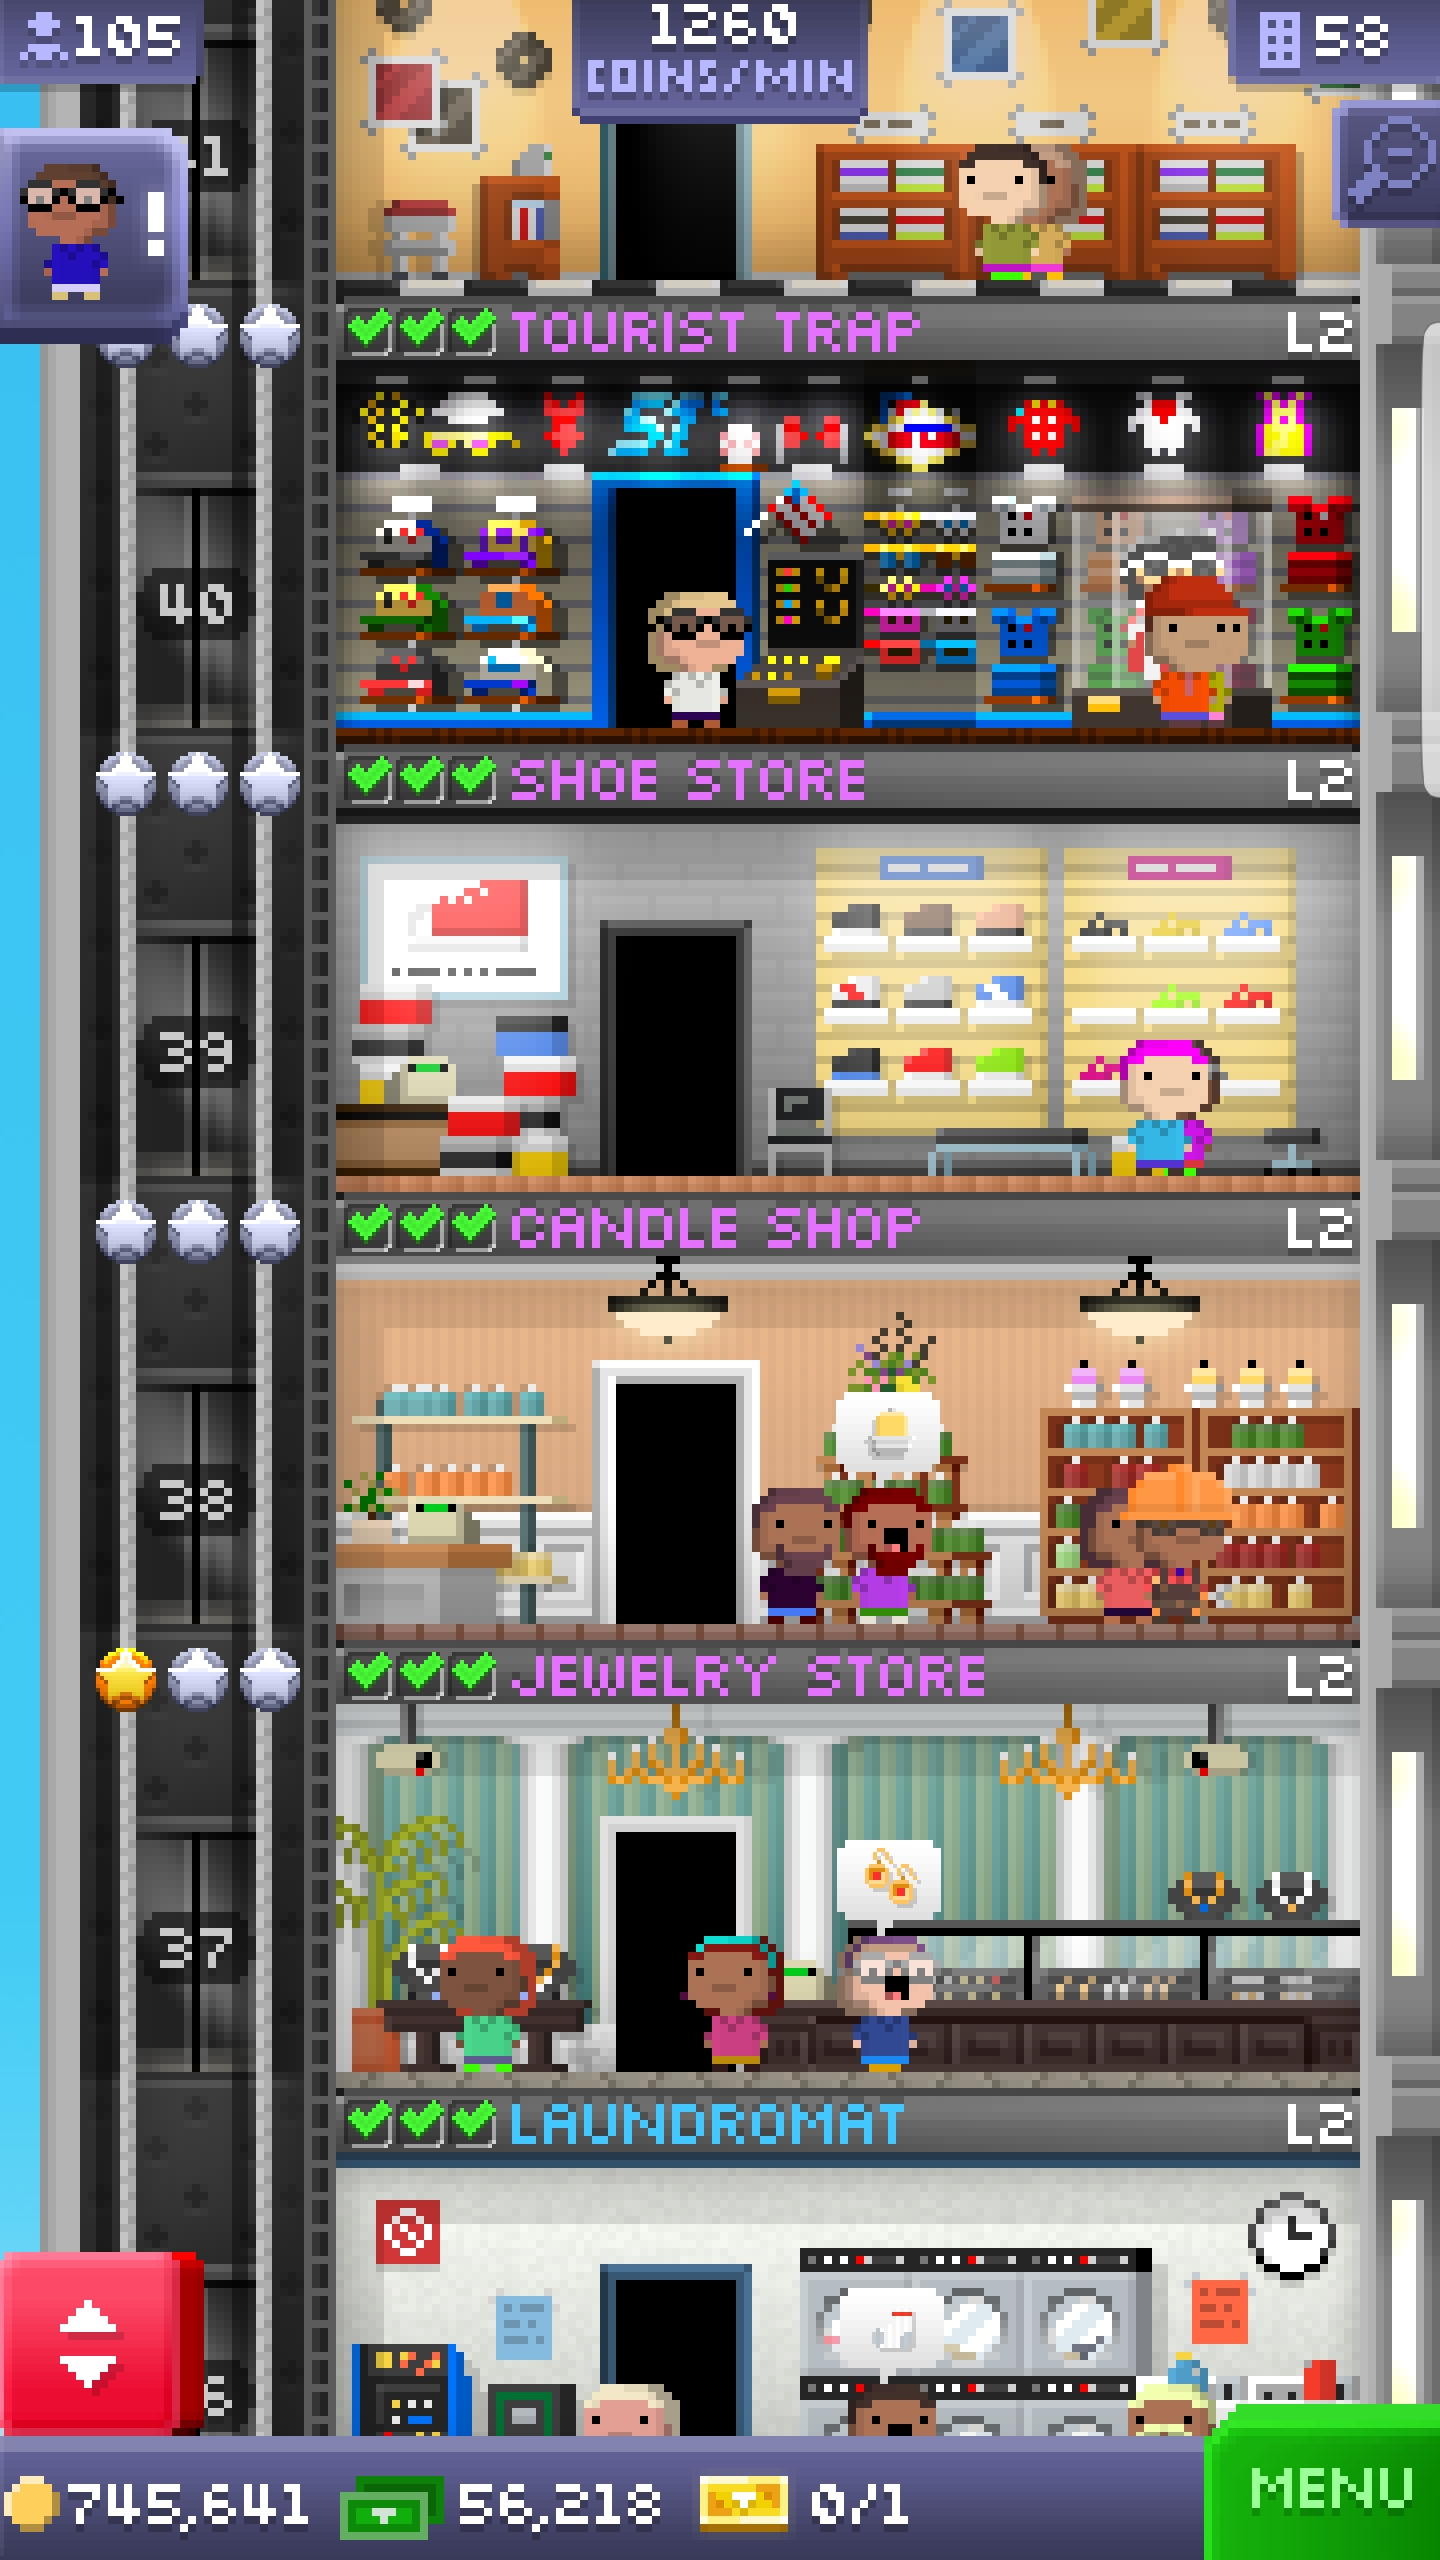 105
1260
COINS/MIN
58
!
TOURIST TRAP L2
40
SHOE STORE L2
39
CANDLE SHOP L2
38
JEWELRY STORE L2
37
LAUNDROMAT L2
745,641
56,218
0/1
MENU